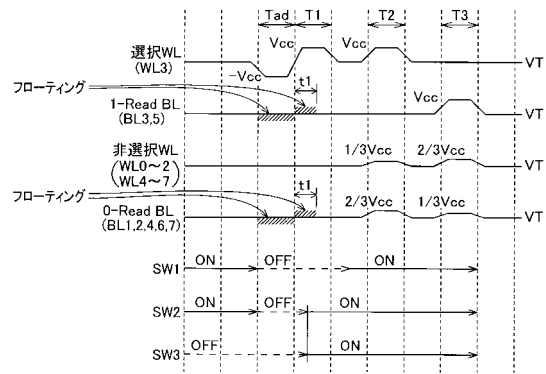 Tad T1 T2 T3
選択WL Vcc Vcc
(WL3) VT
−Vcc
フローティング t1
1-Read BL Vcc
(BL3,5) VT
非選択WL 1/3Vcc 2/3Vcc
(WL0～2 VT
WL4～7)
フローティング t1
0-Read BL 2/3Vcc 1/3Vcc
(BL1,2,4,6,7) VT
ON OFF ON
SW1
ON OFF ON
SW2
OFF ON
SW3